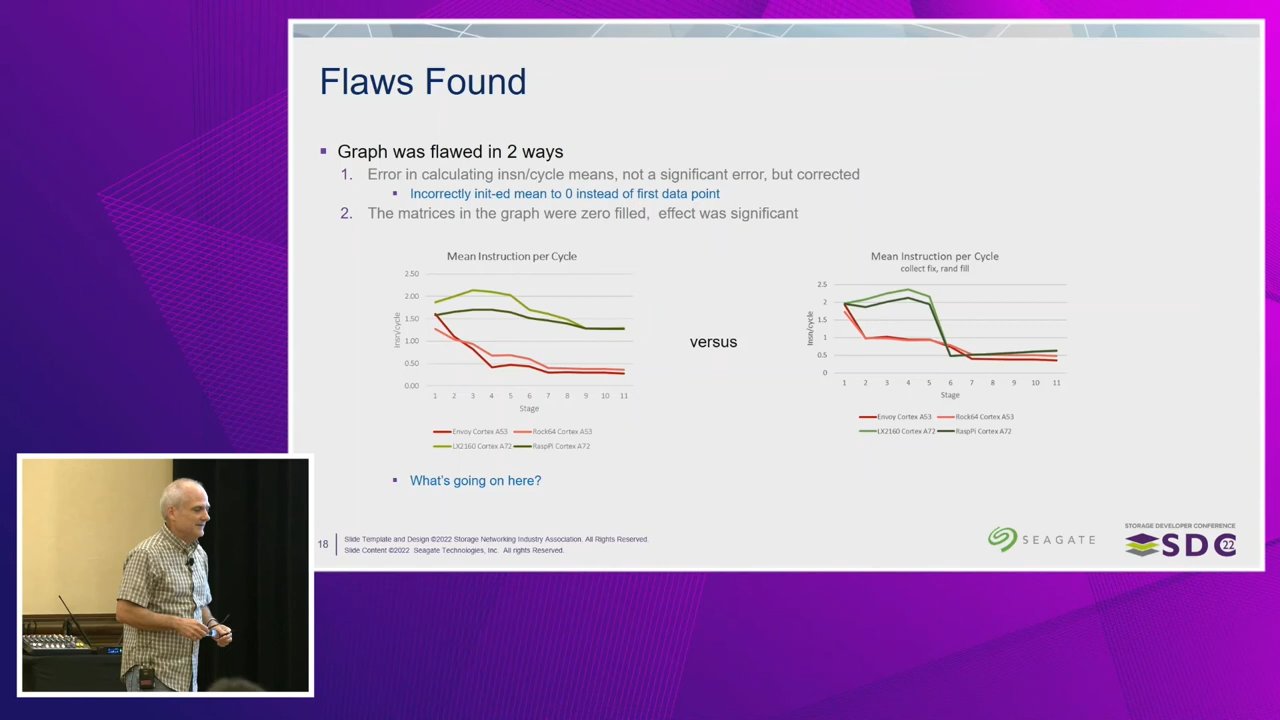 Flaws Found
▪ Graph was flawed in 2 ways
1. Error in calculating insn/cycle means, not a significant error, but corrected
▪ Incorrectly init-ed mean to 0 instead of first data point
2. The matrices in the graph were zero filled, effect was significant
Mean Instruction per Cycle
2.50
2.00
1.50
1.00
0.50
0.00
Insn/cycle
1 2 3 4 5 6 7 8 9 10 11
Stage
Envoy Cortex A53 Rock64 Cortex A53
LX2160 Cortex A72 RaspPi Cortex A72
versus
Mean Instruction per Cycle
collect fix, rand fill
2.5
2
1.5
1
0.5
0
Insn/cycle
1 2 3 4 5 6 7 8 9 10 11
Stage
Envoy Cortex A53 Rock64 Cortex A53
LX2160 Cortex A72 RaspPi Cortex A72
▪ What's going on here?
18
Slide Template and Design ©2022 Storage Networking Industry Association. All Rights Reserved.
Slide Content ©2022 Seagate Technologies, Inc. All rights Reserved.
SEAGATE
STORAGE DEVELOPER CONFERENCE
SDC 22